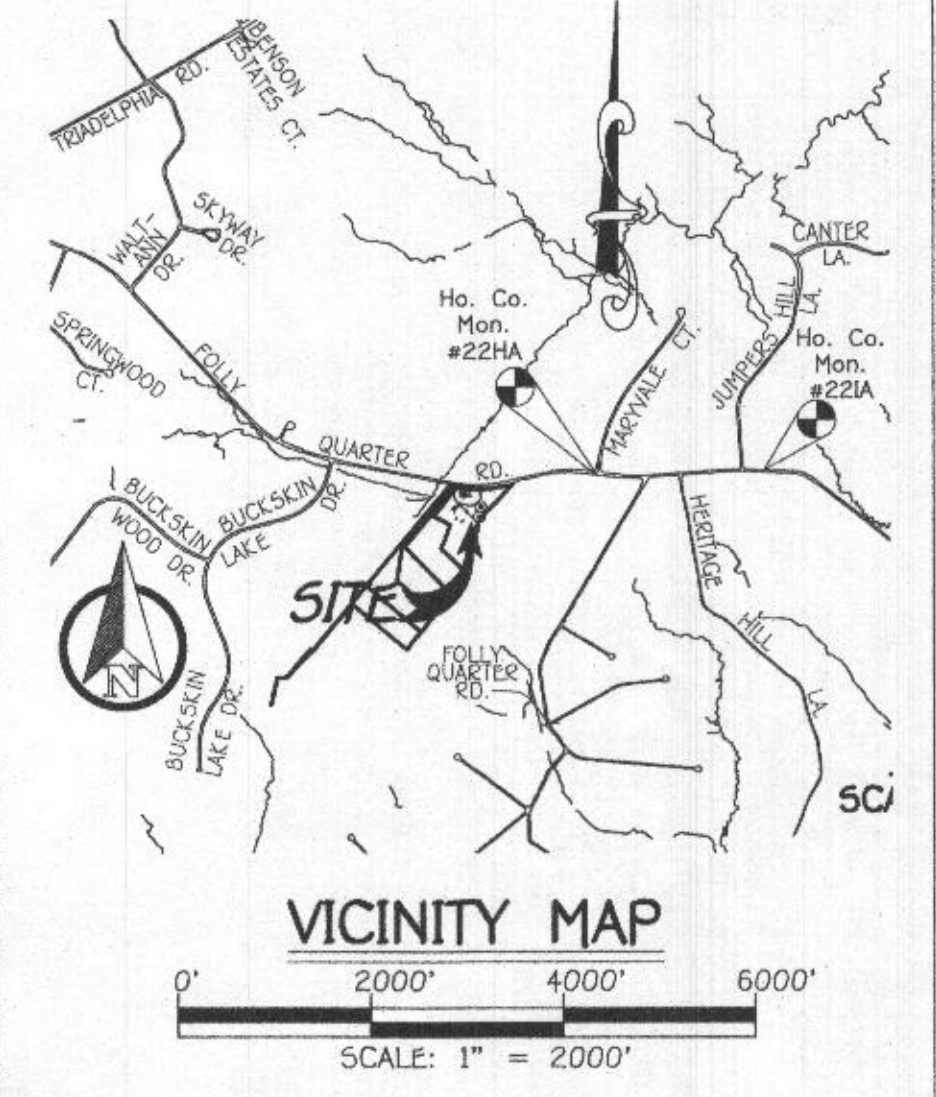 BENSON
ESTATES CT.
TRIADELPHIA RD.
SKYWAY
DR.
WALT-
ANN
DR.
CANTER
LA.
Ho. Co.
Mon.
#22HA
JUMPERS HILL
LA.
Ho. Co.
Mon.
#22IA
SPRINGWOOD
CT.
FOLLY
QUARTER
RD.
MARYVALE CT.
BUCKSKIN
WOOD DR.
BUCKSKIN
LAKE
DR.
HERITAGE
HILL
LA.
SITE
N
FOLLY
QUARTER
RD.
BUCKSKIN
LAKE DR.
VICINITY MAP
0' 2000' 4000' 6000'
SCALE: 1" = 2000'